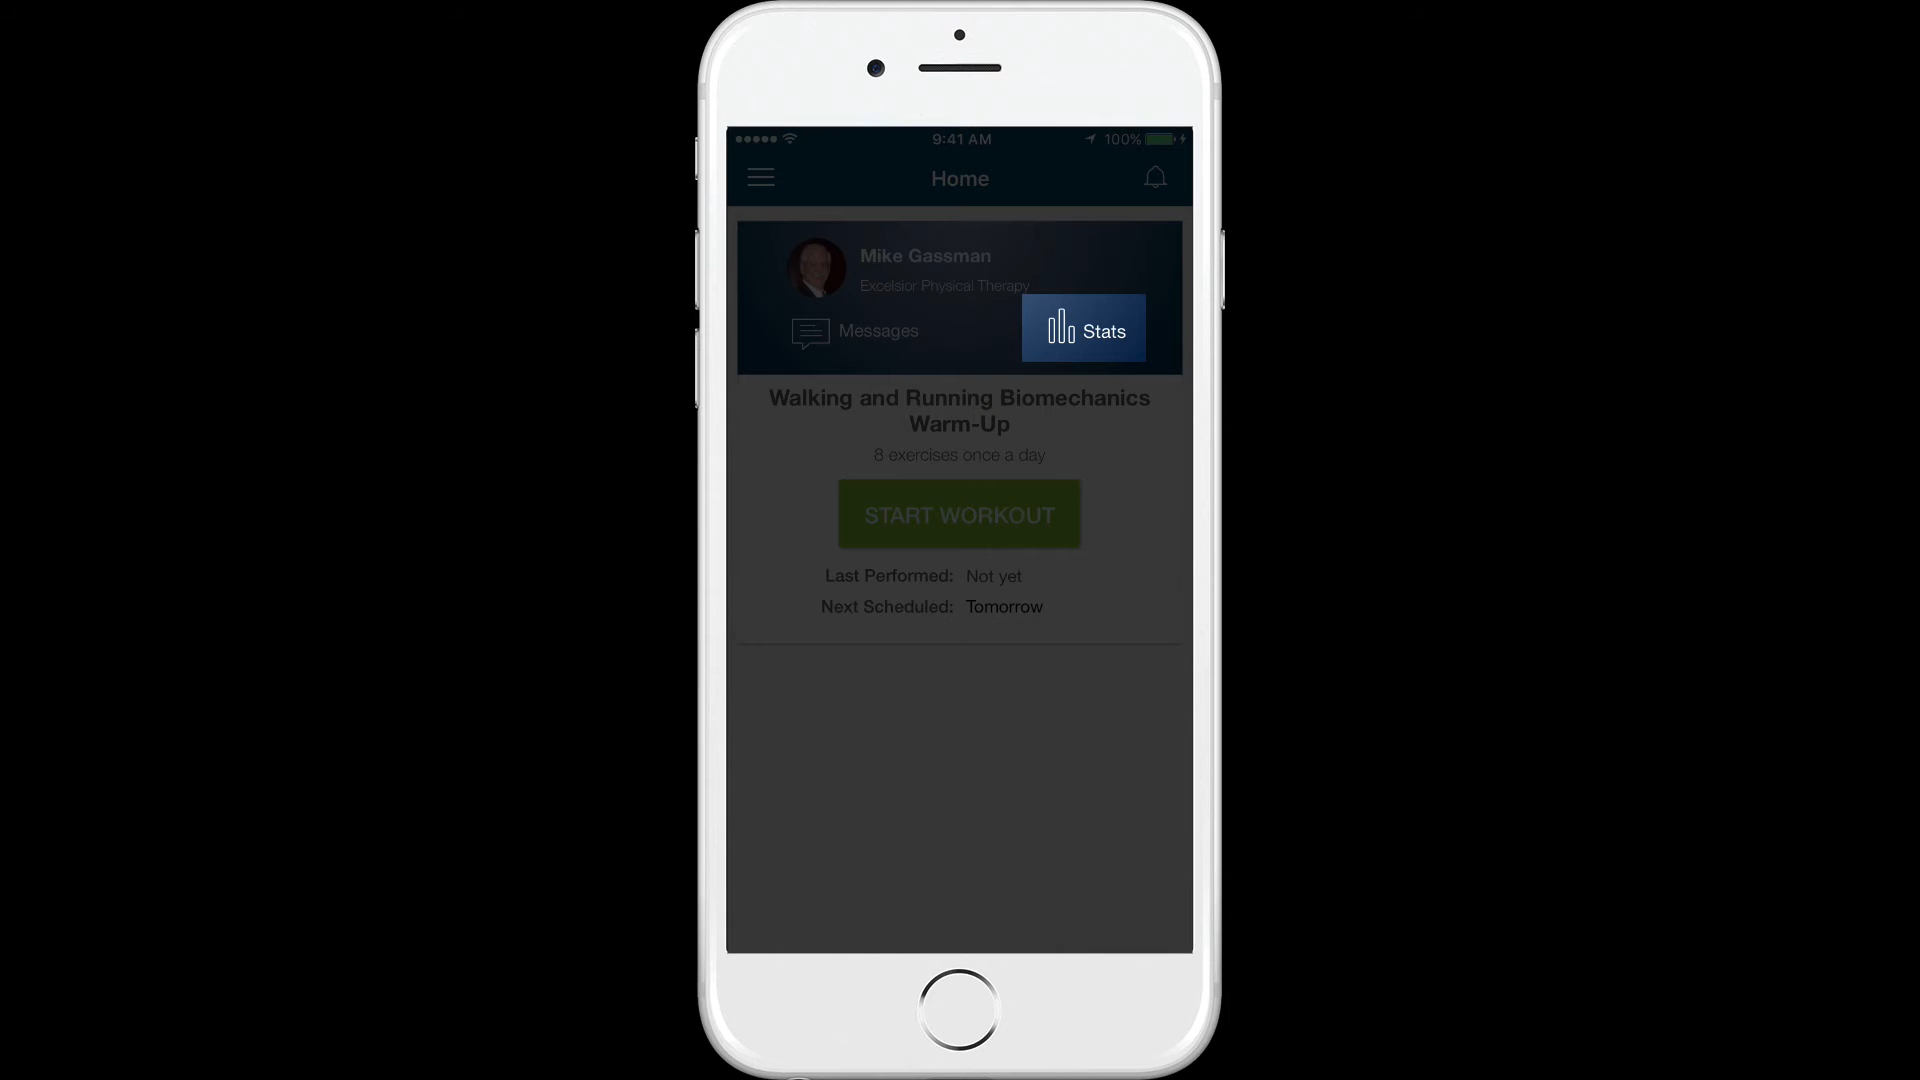 9:41 AM
100%
Home
Mike Gassman
Excelsior Physical Therapy
Messages
Stats
Walking and Running Biomechanics
Warm-Up
8 exercises once a day
START WORKOUT
Last Performed: Not yet
Next Scheduled: Tomorrow